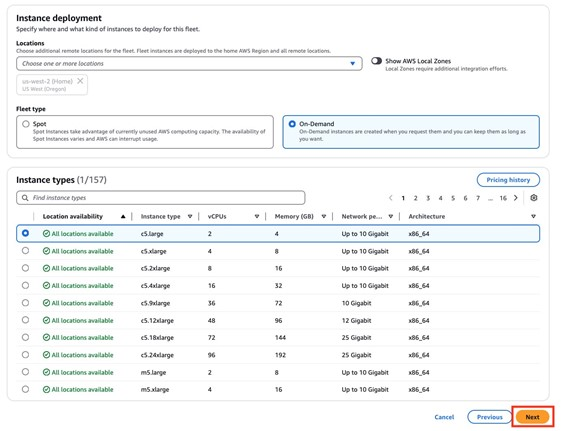 Instance deployment
Specify where and what kind of instances to deploy for this fleet.
Locations
Choose additional remote locations for the fleet. Fleet instances are deployed to the home AWS Region and all remote locations.
Choose one or more locations
Show AWS Local Zones
Local Zones require additional integration efforts.
us-west-2 (Home)
US West (Oregon)
Fleet type
Spot
Spot Instances take advantage of currently unused AWS computing capacity. The availability of
Spot Instances varies and AWS can interrupt usage.
On-Demand
On-Demand instances are created when you request them and you can keep them as long as
you want.
Instance types (1/157)
Pricing history
Find instance types
1 2 3 4 5 6 7 ... 16
Location availability Instance type vCPUs Memory (GB) Network pe... Architecture
All locations available c5.large 2 4 Up to 10 Gigabit x86_64
All locations available c5.xlarge 4 8 Up to 10 Gigabit x86_64
All locations available c5.2xlarge 8 16 Up to 10 Gigabit x86_64
All locations available c5.4xlarge 16 32 Up to 10 Gigabit x86_64
All locations available c5.9xlarge 36 72 10 Gigabit x86_64
All locations available c5.12xlarge 48 96 12 Gigabit x86_64
All locations available c5.18xlarge 72 144 25 Gigabit x86_64
All locations available c5.24xlarge 96 192 25 Gigabit x86_64
All locations available m5.large 2 8 Up to 10 Gigabit x86_64
All locations available m5.xlarge 4 16 Up to 10 Gigabit x86_64
Cancel Previous Next